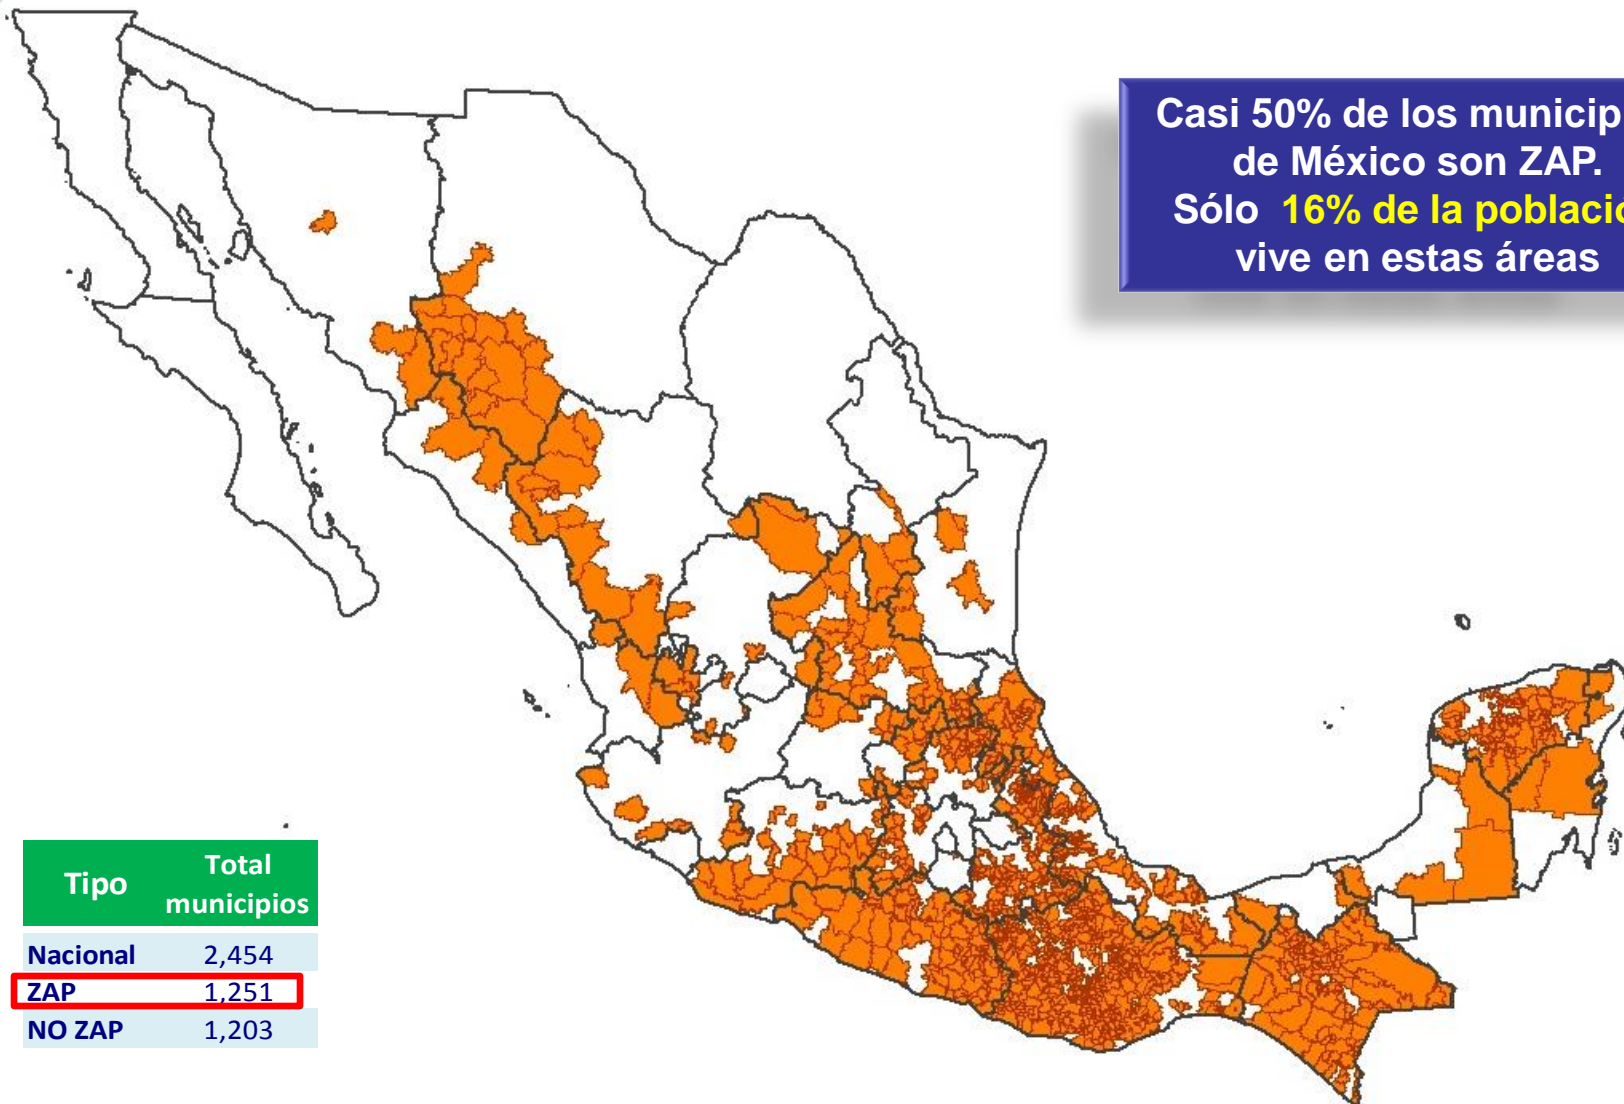 Casi 50% de los municip
de México son ZAP.
Sólo 16% de la població
vive en estas áreas
Tipo Total municipios
Nacional 2,454
ZAP 1,251
NO ZAP 1,203